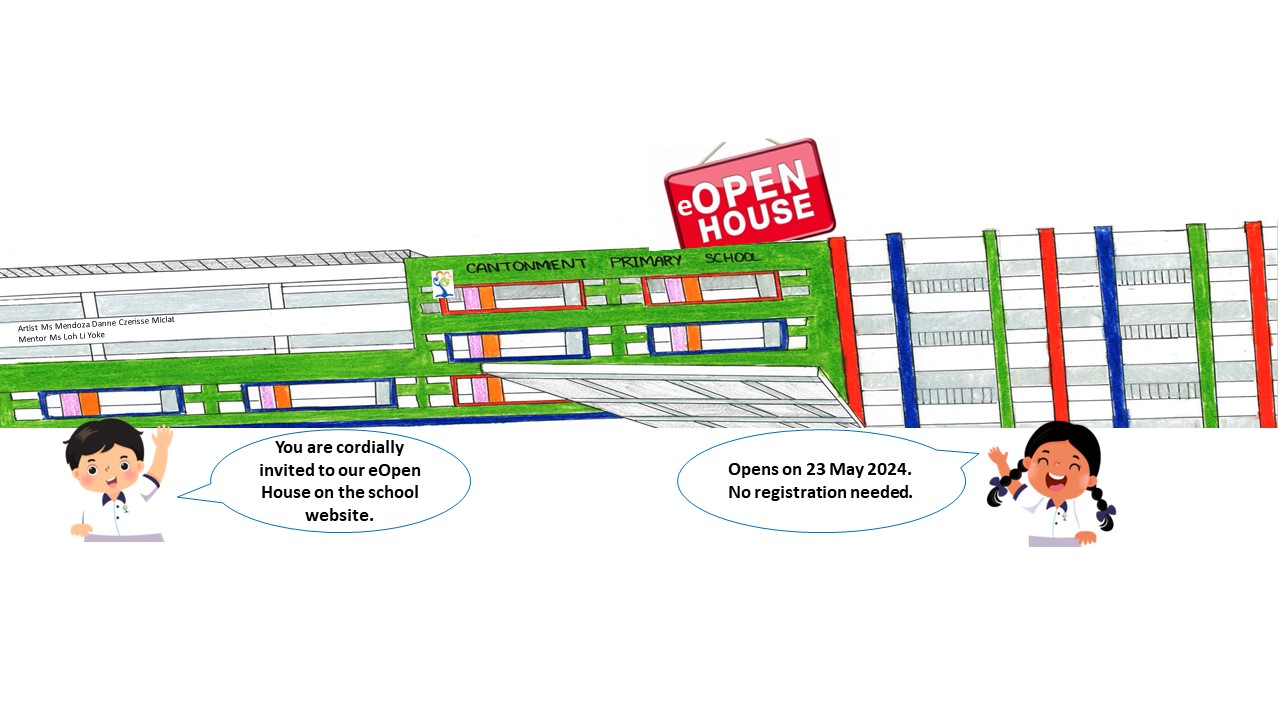 eOPEN
HOUSE
CANTONMENT PRIMARY SCHOOL
Artist Ms Mendoza Danne Czerisse Miclat
Mentor Ms Loh Li Yoke
You are cordially
invited to our eOpen
House on the school
website.
Opens on 23 May 2024.
No registration needed.